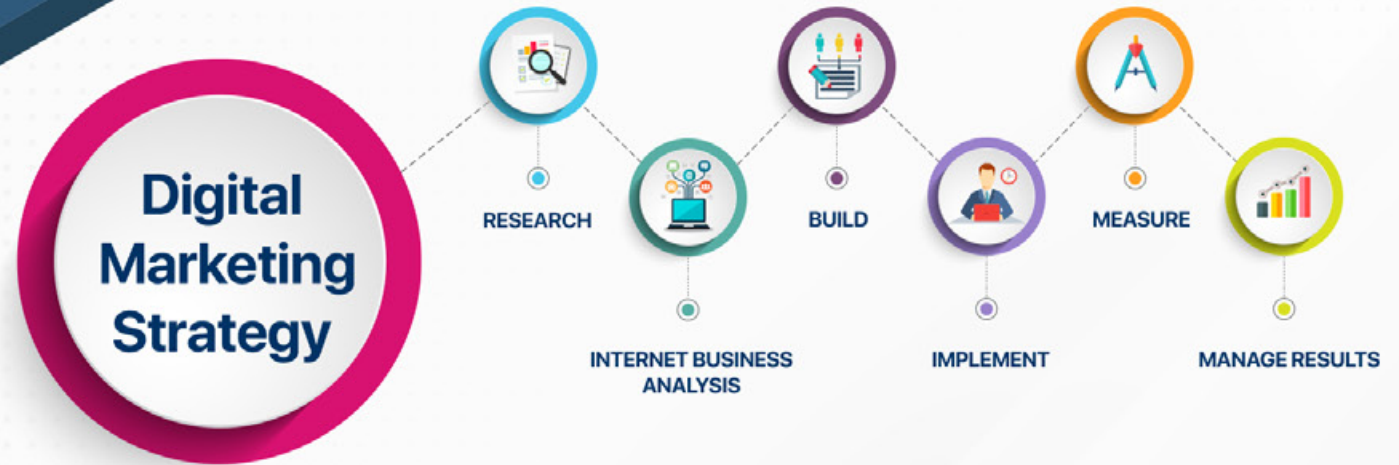 Digital
Marketing
Strategy
RESEARCH
INTERNET BUSINESS
ANALYSIS
BUILD
IMPLEMENT
MEASURE
MANAGE RESULTS